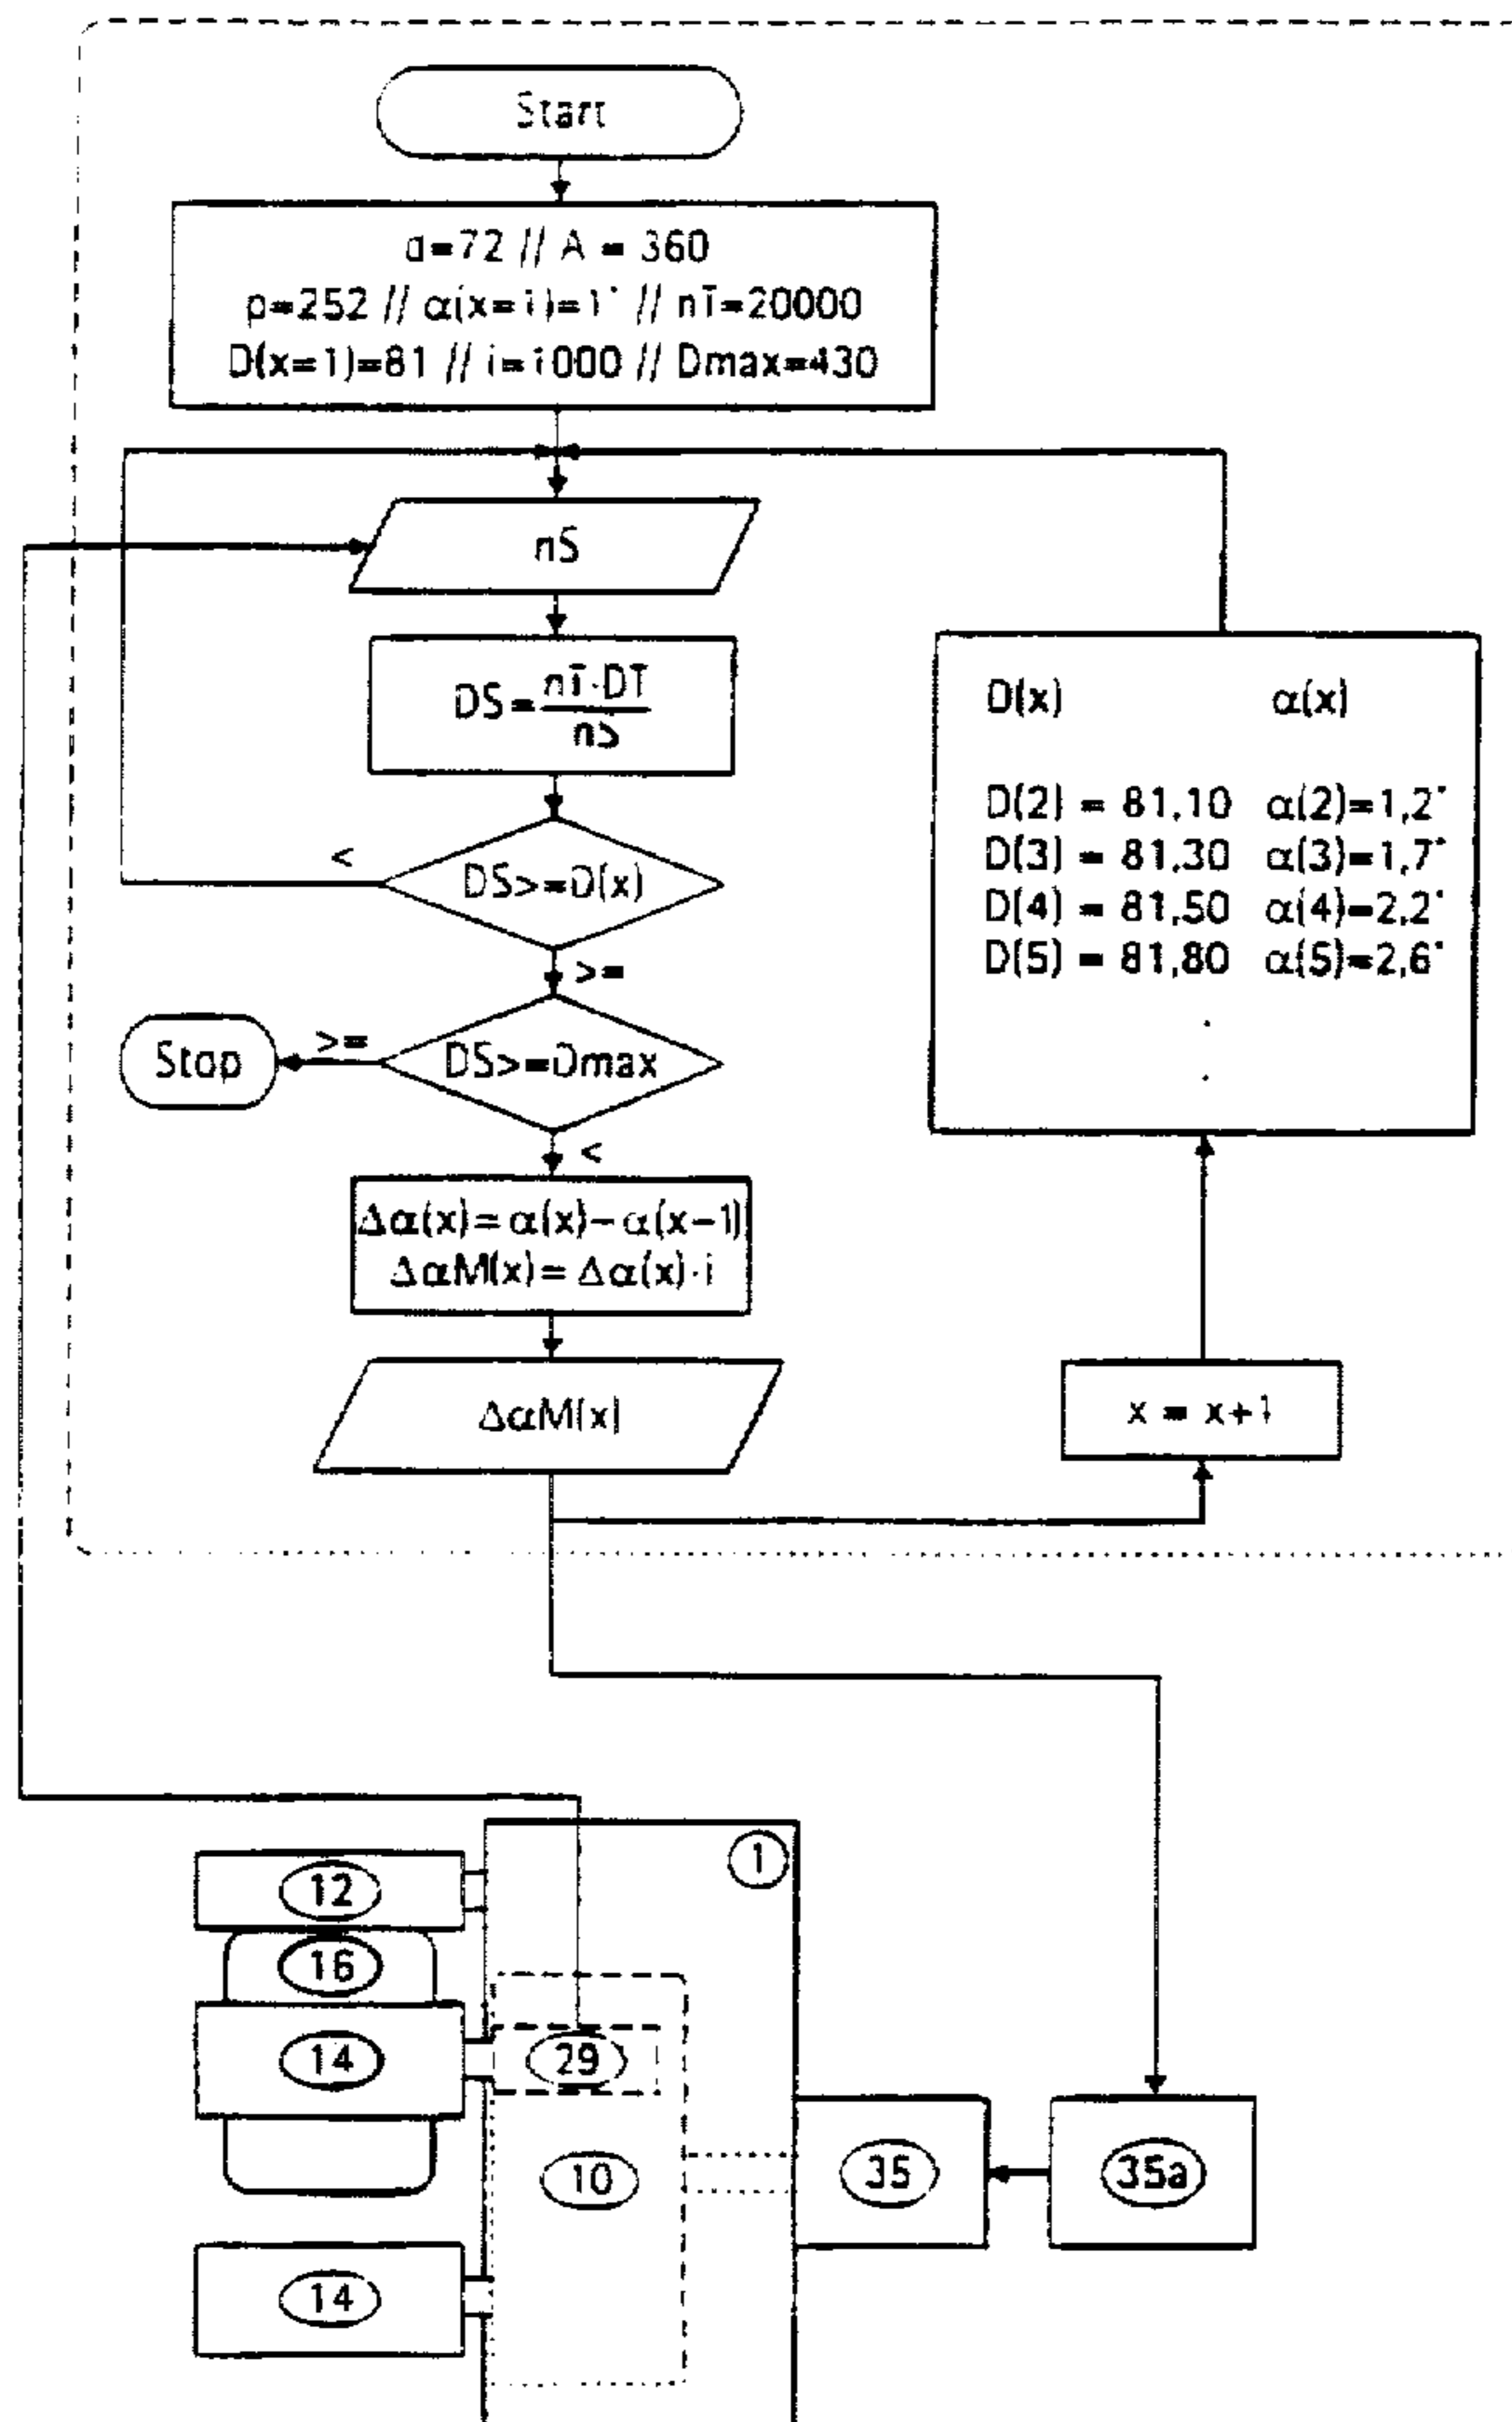 Start
a=72 // A = 360
p=252 // α(x=1)=1° // nT=20000
D(x=1)=81 // i=1000 // Dmax=430
nS
DS=nT·DT
nS
D(x) α(x)
D(2) = 81,10 α(2)=1,2°
D(3) = 81,30 α(3)=1,7°
D(4) = 81,50 α(4)=2,2°
D(5) = 81,80 α(5)=2,6°
.
.
<
DS>=D(x)
>=
Stop
>=
DS>=Dmax
<
Δα(x)=α(x)-α(x-1)
ΔαM(x)=Δα(x)·i
ΔαM(x)
x = x+1
1
12
16
14
29
10
35
35a
14